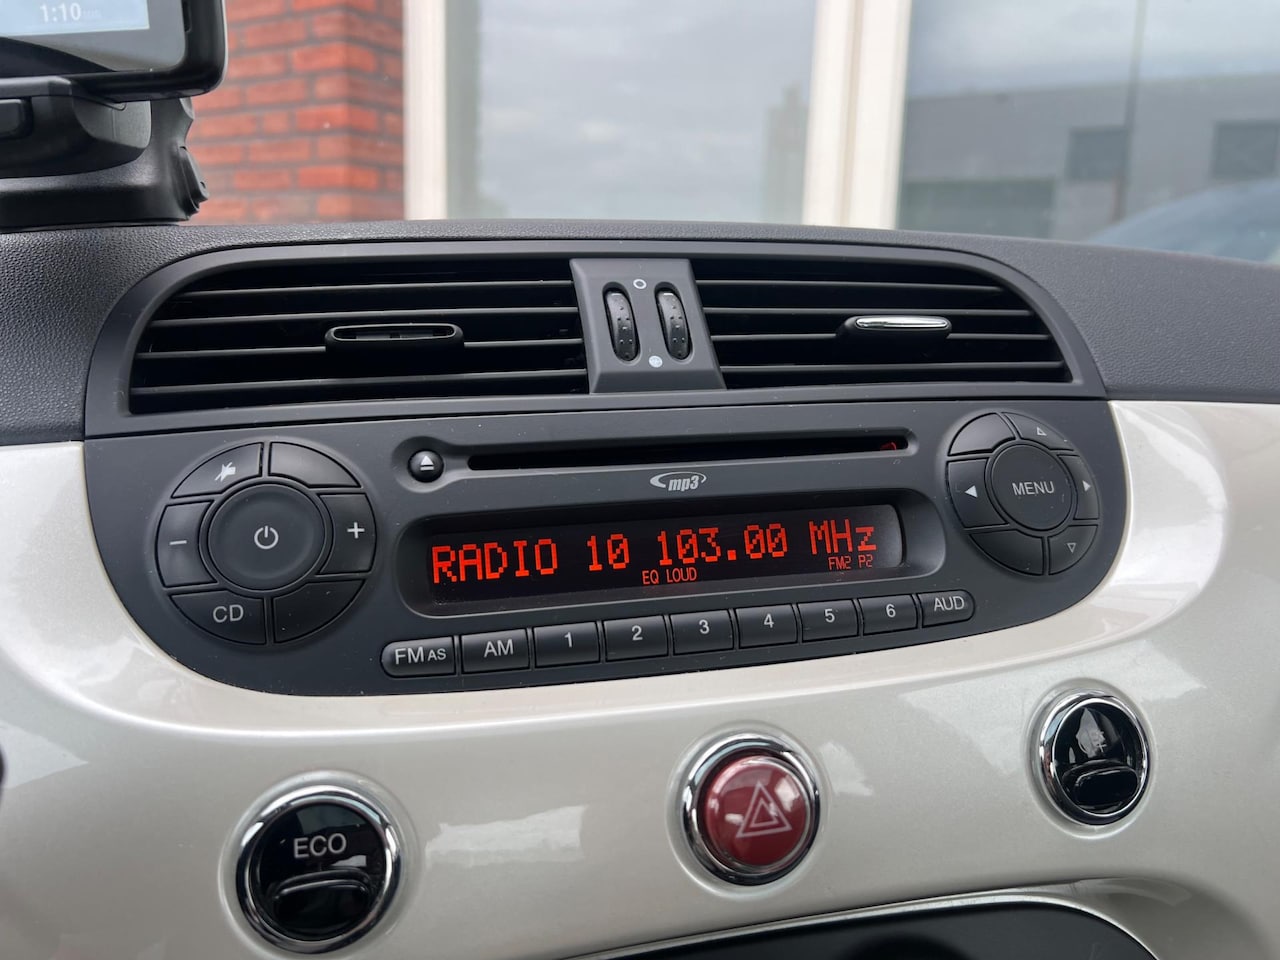 1:10
mp3
MENU
RADIO 10 103.00 MHz
EQ LOUD
FM2 P2
CD
FM AS
AM
1
2
3
4
5
6
AUD
ECO